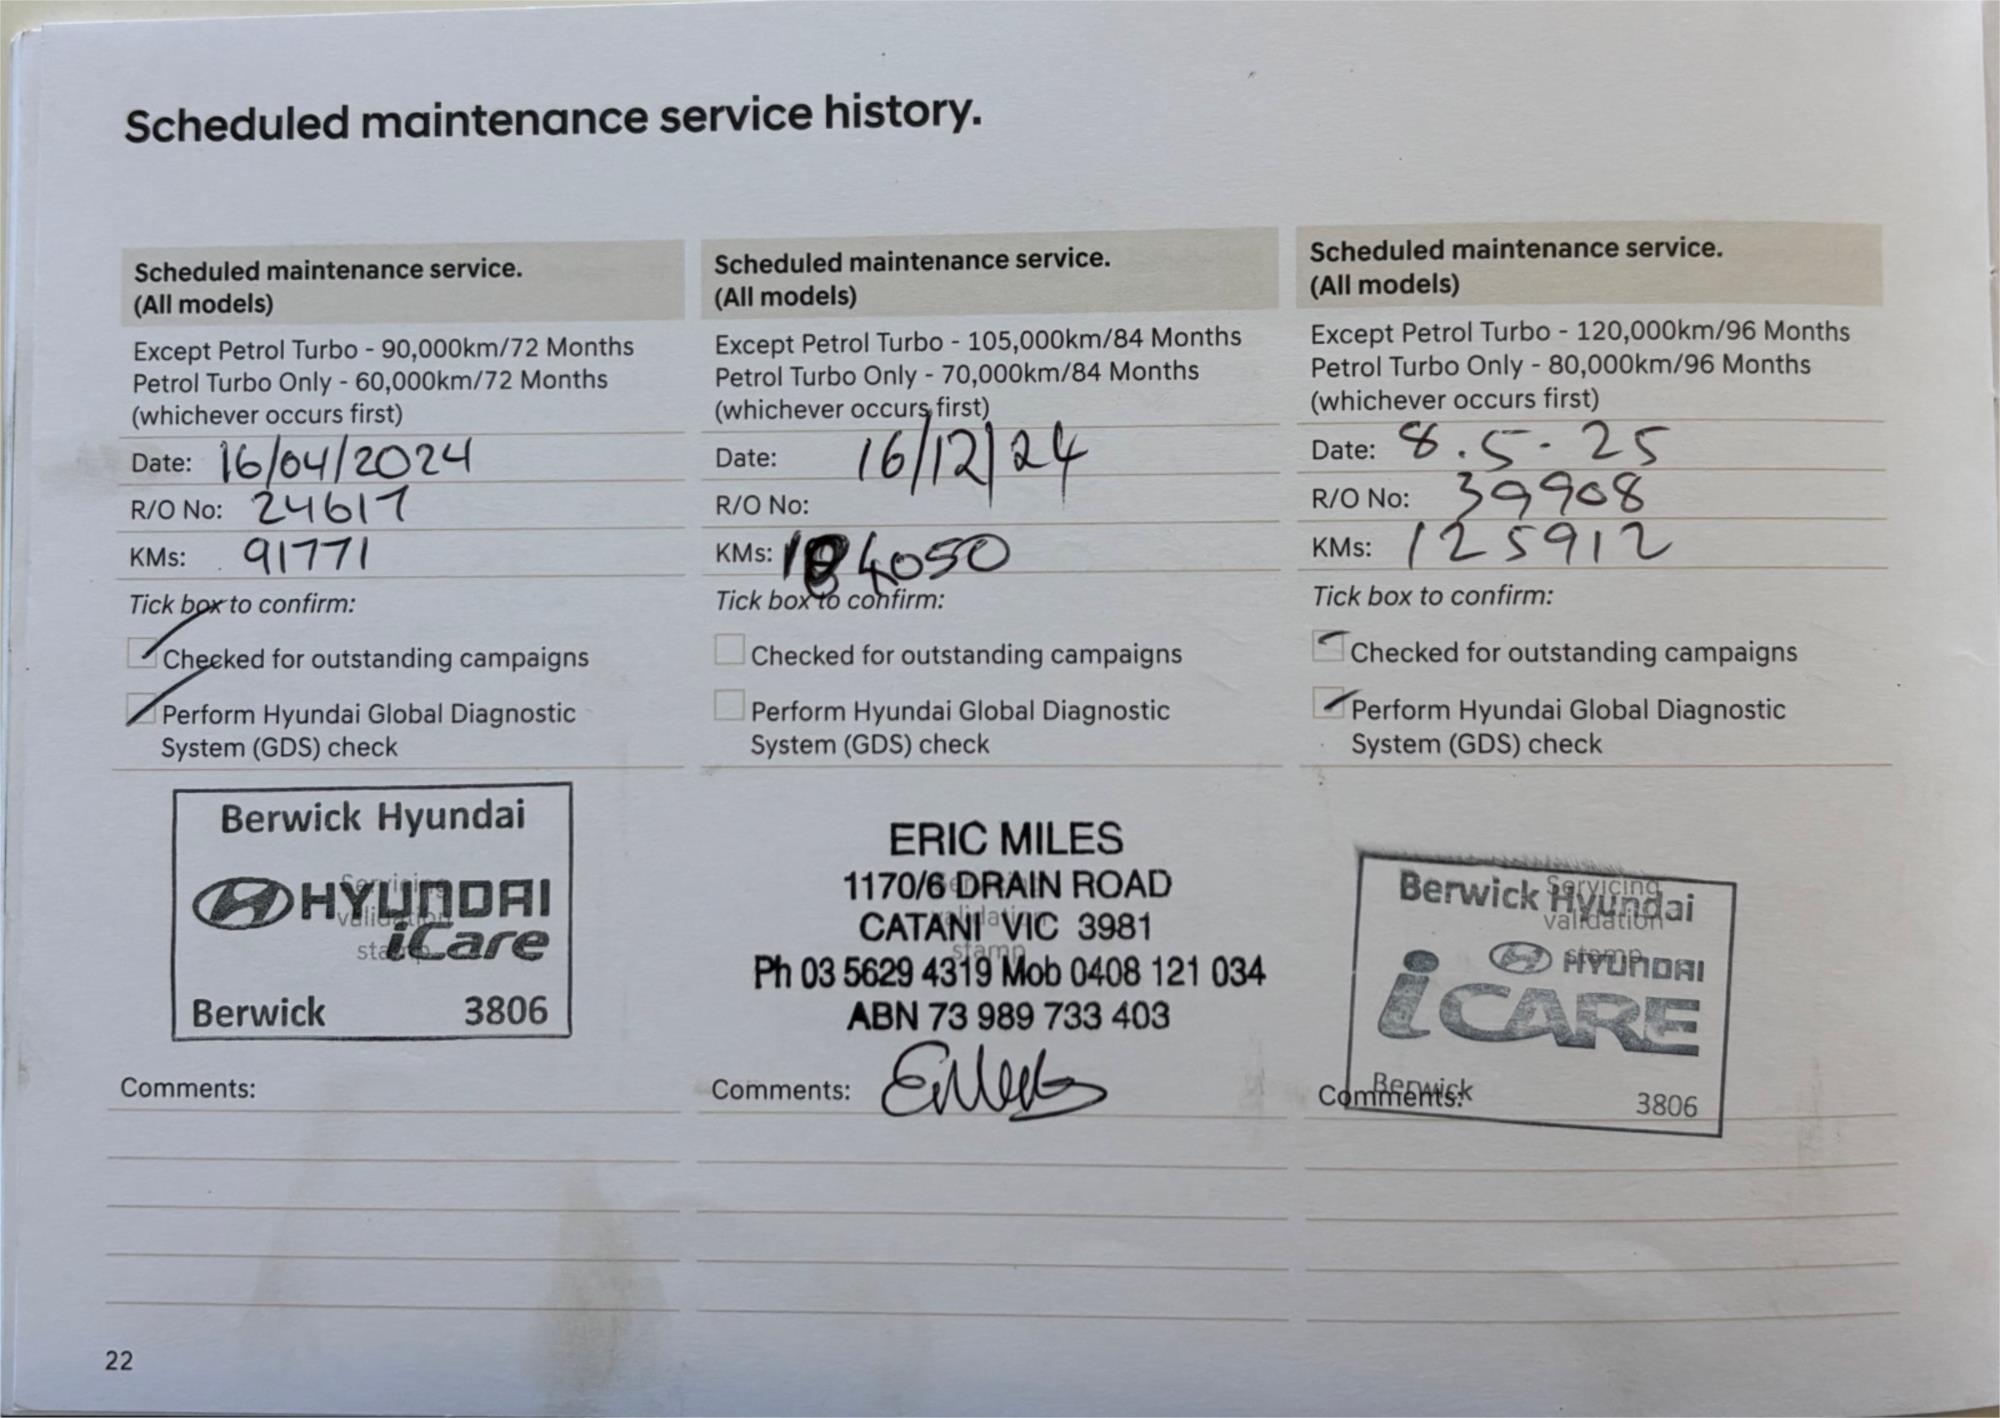 Scheduled maintenance service history.
Scheduled maintenance service.
(All models)
Except Petrol Turbo - 90,000km/72 Months
Petrol Turbo Only - 60,000km/72 Months
(whichever occurs first)
Date: 16/04/2024
R/O No: 24617
KMs: 91771
Tick box to confirm:
Checked for outstanding campaigns
Perform Hyundai Global Diagnostic
System (GDS) check
Berwick Hyundai
Servicing
HYUNDAI
validation
iCare
stamp
Berwick 3806
Comments:
Scheduled maintenance service.
(All models)
Except Petrol Turbo - 105,000km/84 Months
Petrol Turbo Only - 70,000km/84 Months
(whichever occurs first)
Date: 16/12/24
R/O No:
KMs:
Tick box to confirm:
Checked for outstanding campaigns
Perform Hyundai Global Diagnostic
System (GDS) check
ERIC MILES
1170/6 DRAIN ROAD
CATANI VIC 3981
validation
stamp
Ph 03 5629 4319 Mob 0408 121 034
ABN 73 989 733 403
Comments:
Scheduled maintenance service.
(All models)
Except Petrol Turbo - 120,000km/96 Months
Petrol Turbo Only - 80,000km/96 Months
(whichever occurs first)
Date: 8.5-25
R/O No: 39908
KMs: 125912
Tick box to confirm:
Checked for outstanding campaigns
Perform Hyundai Global Diagnostic
System (GDS) check
Servicing
Berwick Hyundai
validation
stamp
HYUNDAI
iCARE
Berwick
3806
Comments:
22